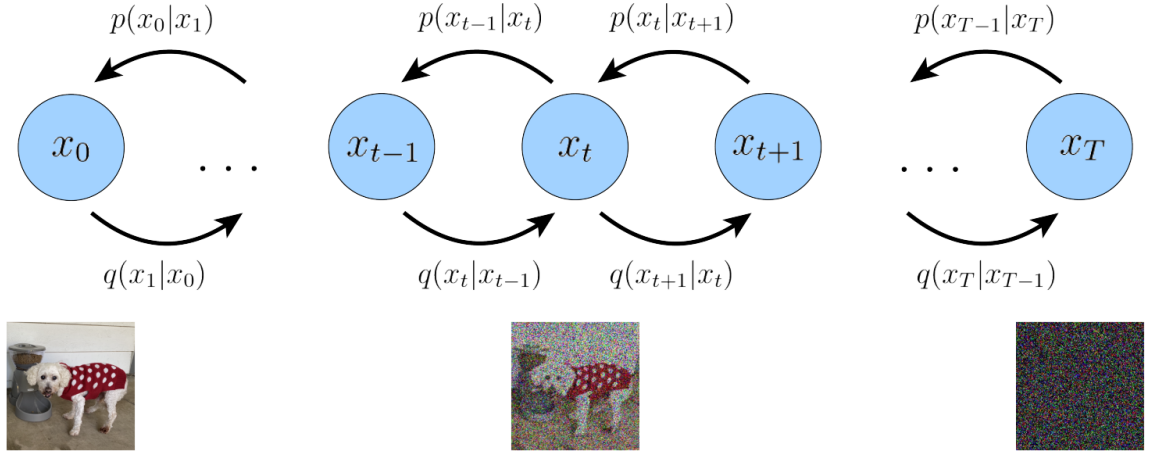 p(x_0|x_1) p(x_{t-1}|x_t) p(x_t|x_{t+1}) p(x_{T-1}|x_T)
x_0 . . . x_{t-1} x_t x_{t+1} . . . x_T
q(x_1|x_0) q(x_t|x_{t-1}) q(x_{t+1}|x_t) q(x_T|x_{T-1})